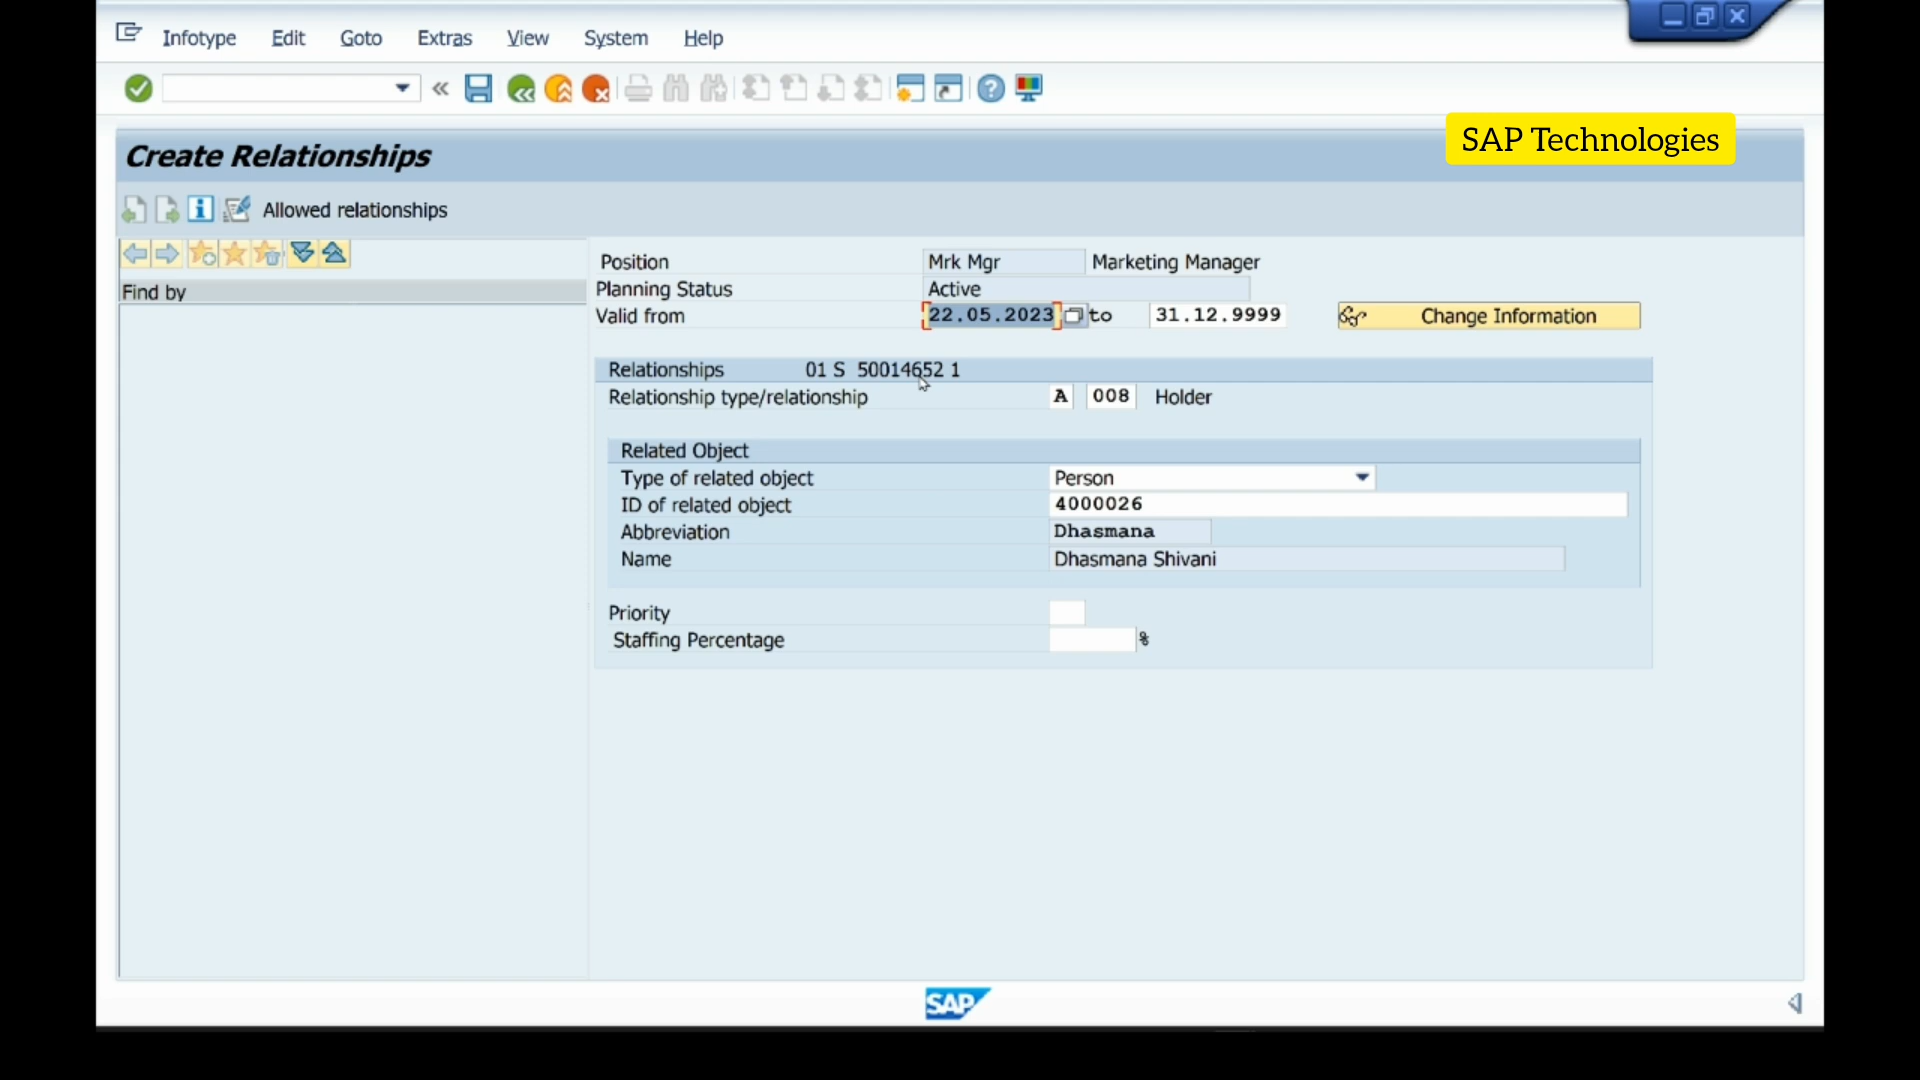 Infotype Edit Goto Extras View System Help
SAP Technologies
Create Relationships
Allowed relationships
Find by
Position Mrk Mgr Marketing Manager
Planning Status Active
Valid from 22.05.2023 to 31.12.9999 Change Information
Relationships 01 S 50014652 1
Relationship type/relationship A 008 Holder
Related Object
Type of related object Person
ID of related object 4000026
Abbreviation Dhasmana
Name Dhasmana Shivani
Priority
Staffing Percentage %
SAP